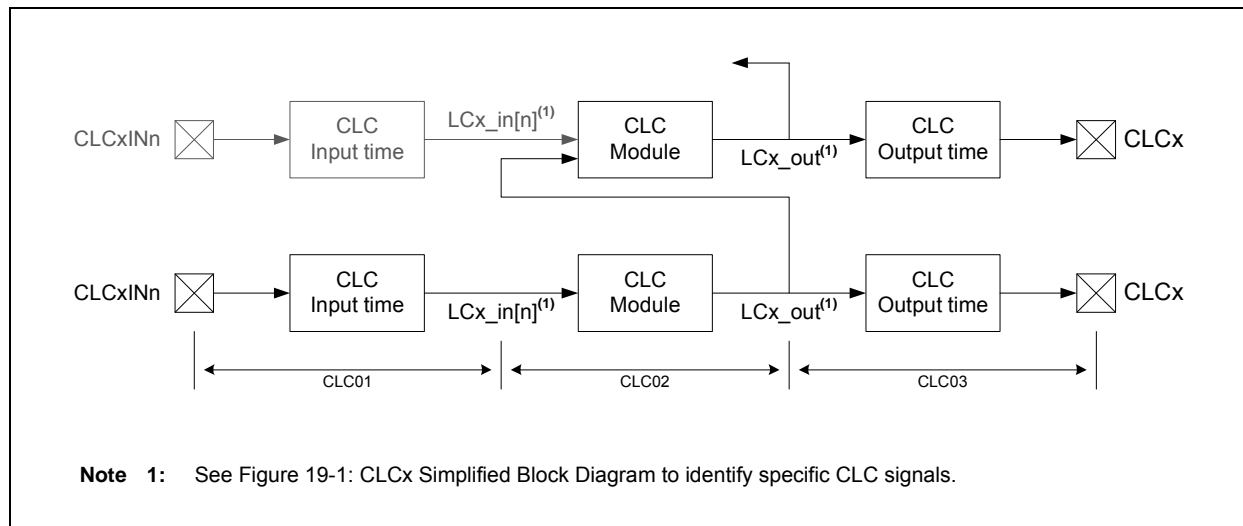 CLCxINn
CLC
Input time
LCx_in[n](1)
CLC
Module
LCx_out(1)
CLC
Output time
CLCx
CLCxINn
CLC
Input time
LCx_in[n](1)
CLC
Module
LCx_out(1)
CLC
Output time
CLCx
CLC01
CLC02
CLC03
Note 1: See Figure 19-1: CLCx Simplified Block Diagram to identify specific CLC signals.